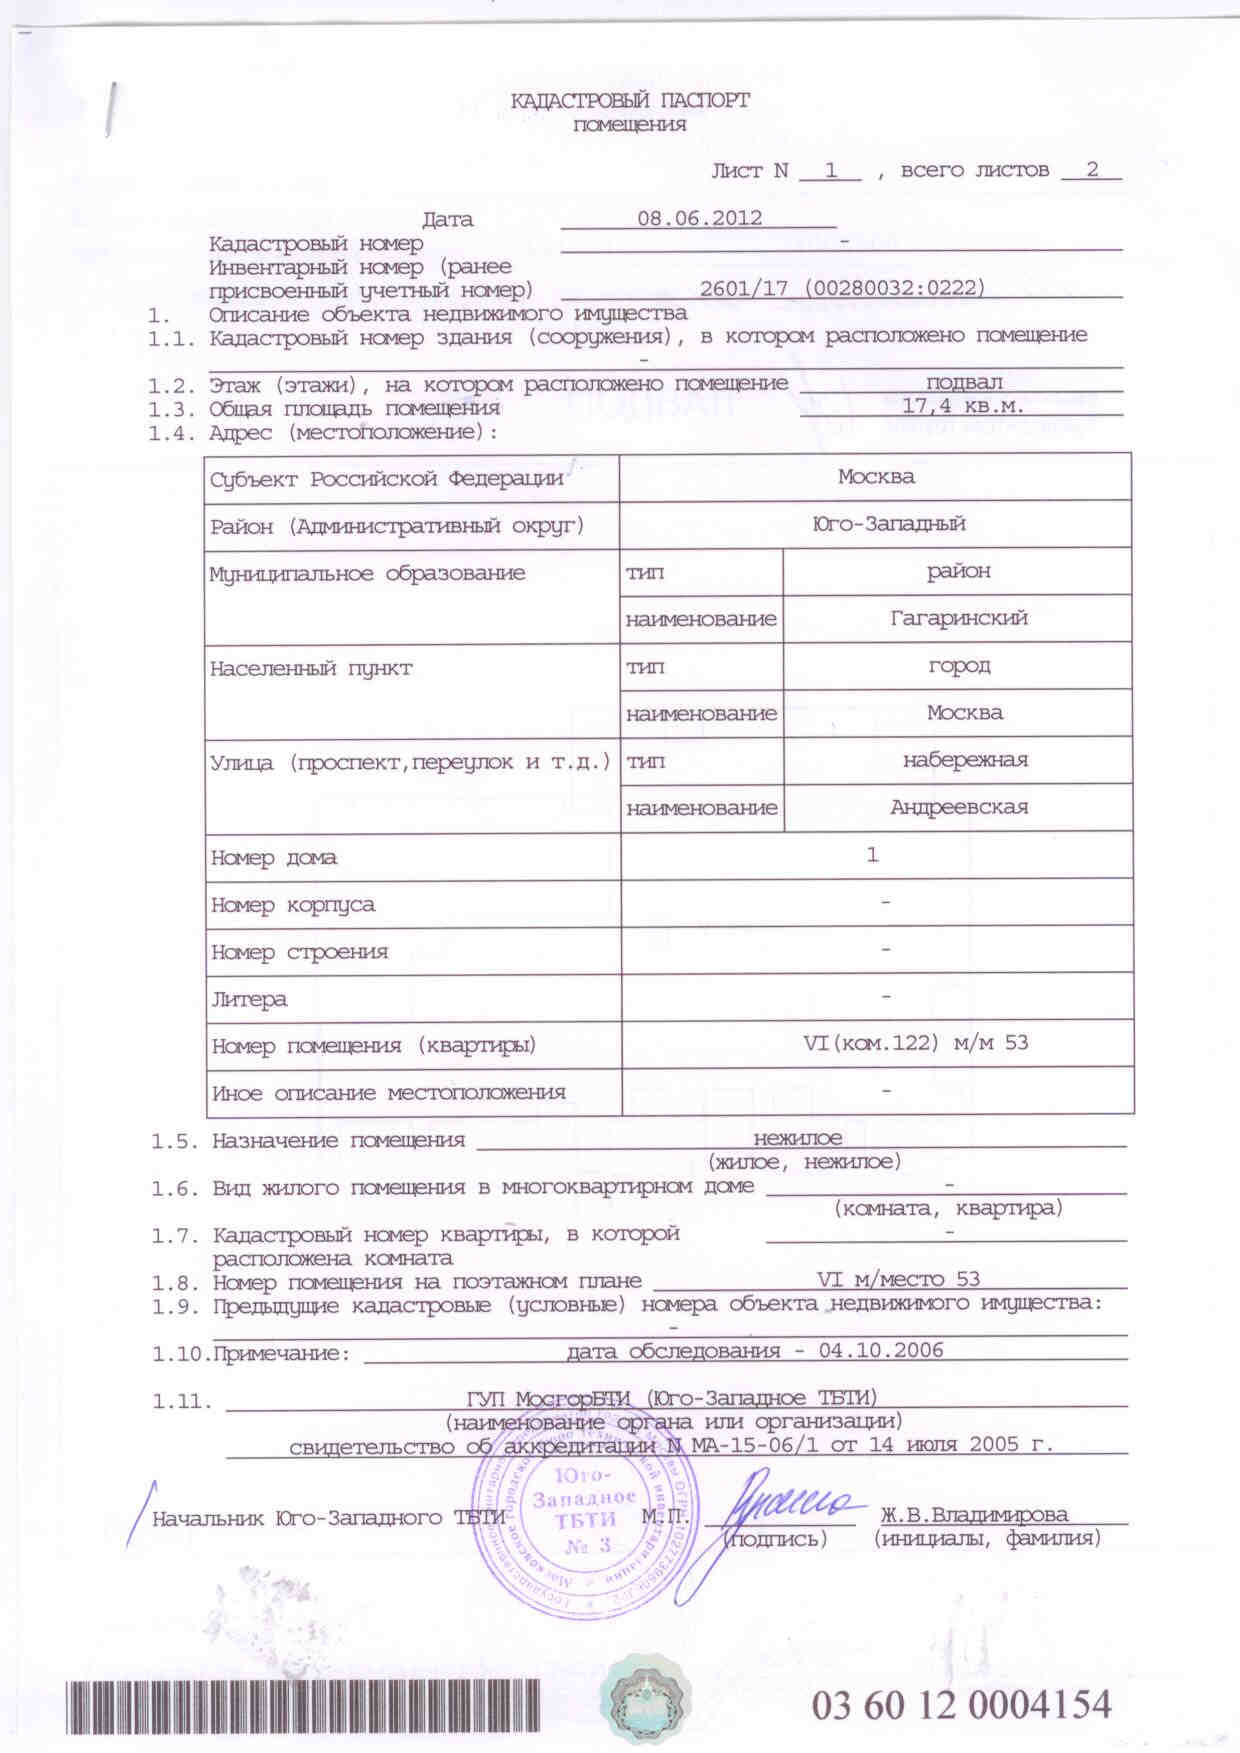 КАДАСТРОВЫЙ ПАСПОРТ
помещения
Лист N 1 , всего листов 2
Дата 08.06.2012
Кадастровый номер -
Инвентарный номер (ранее
присвоенный учетный номер) 2601/17 (00280032:0222)
1. Описание объекта недвижимого имущества
1.1. Кадастровый номер здания (сооружения), в котором расположено помещение
-
1.2. Этаж (этажи), на котором расположено помещение подвал
1.3. Общая площадь помещения 17,4 кв.м.
1.4. Адрес (местоположение):
Субъект Российской Федерации Москва
Район (Административный округ) Юго-Западный
Муниципальное образование тип район
наименование Гагаринский
Населенный пункт тип город
наименование Москва
Улица (проспект,переулок и т.д.) тип набережная
наименование Андреевская
Номер дома 1
Номер корпуса -
Номер строения -
Литера -
Номер помещения (квартиры) VI(ком.122) м/м 53
Иное описание местоположения -
1.5. Назначение помещения нежилое
(жилое, нежилое)
1.6. Вид жилого помещения в многоквартирном доме -
(комната, квартира)
1.7. Кадастровый номер квартиры, в которой -
расположена комната
1.8. Номер помещения на поэтажном плане VI м/место 53
1.9. Предыдущие кадастровые (условные) номера объекта недвижимого имущества:
-
1.10.Примечание: дата обследования - 04.10.2006
1.11. ГУП МосгорБТИ (Юго-Западное ТБТИ)
(наименование органа или организации)
свидетельство об аккредитации N МА-15-06/1 от 14 июля 2005 г.
Юго-
Западное
ТБТИ
№ 3
Начальник Юго-Западного ТБТИ М.П. Ж.В.Владимирова
(подпись) (инициалы, фамилия)
03 60 12 0004154